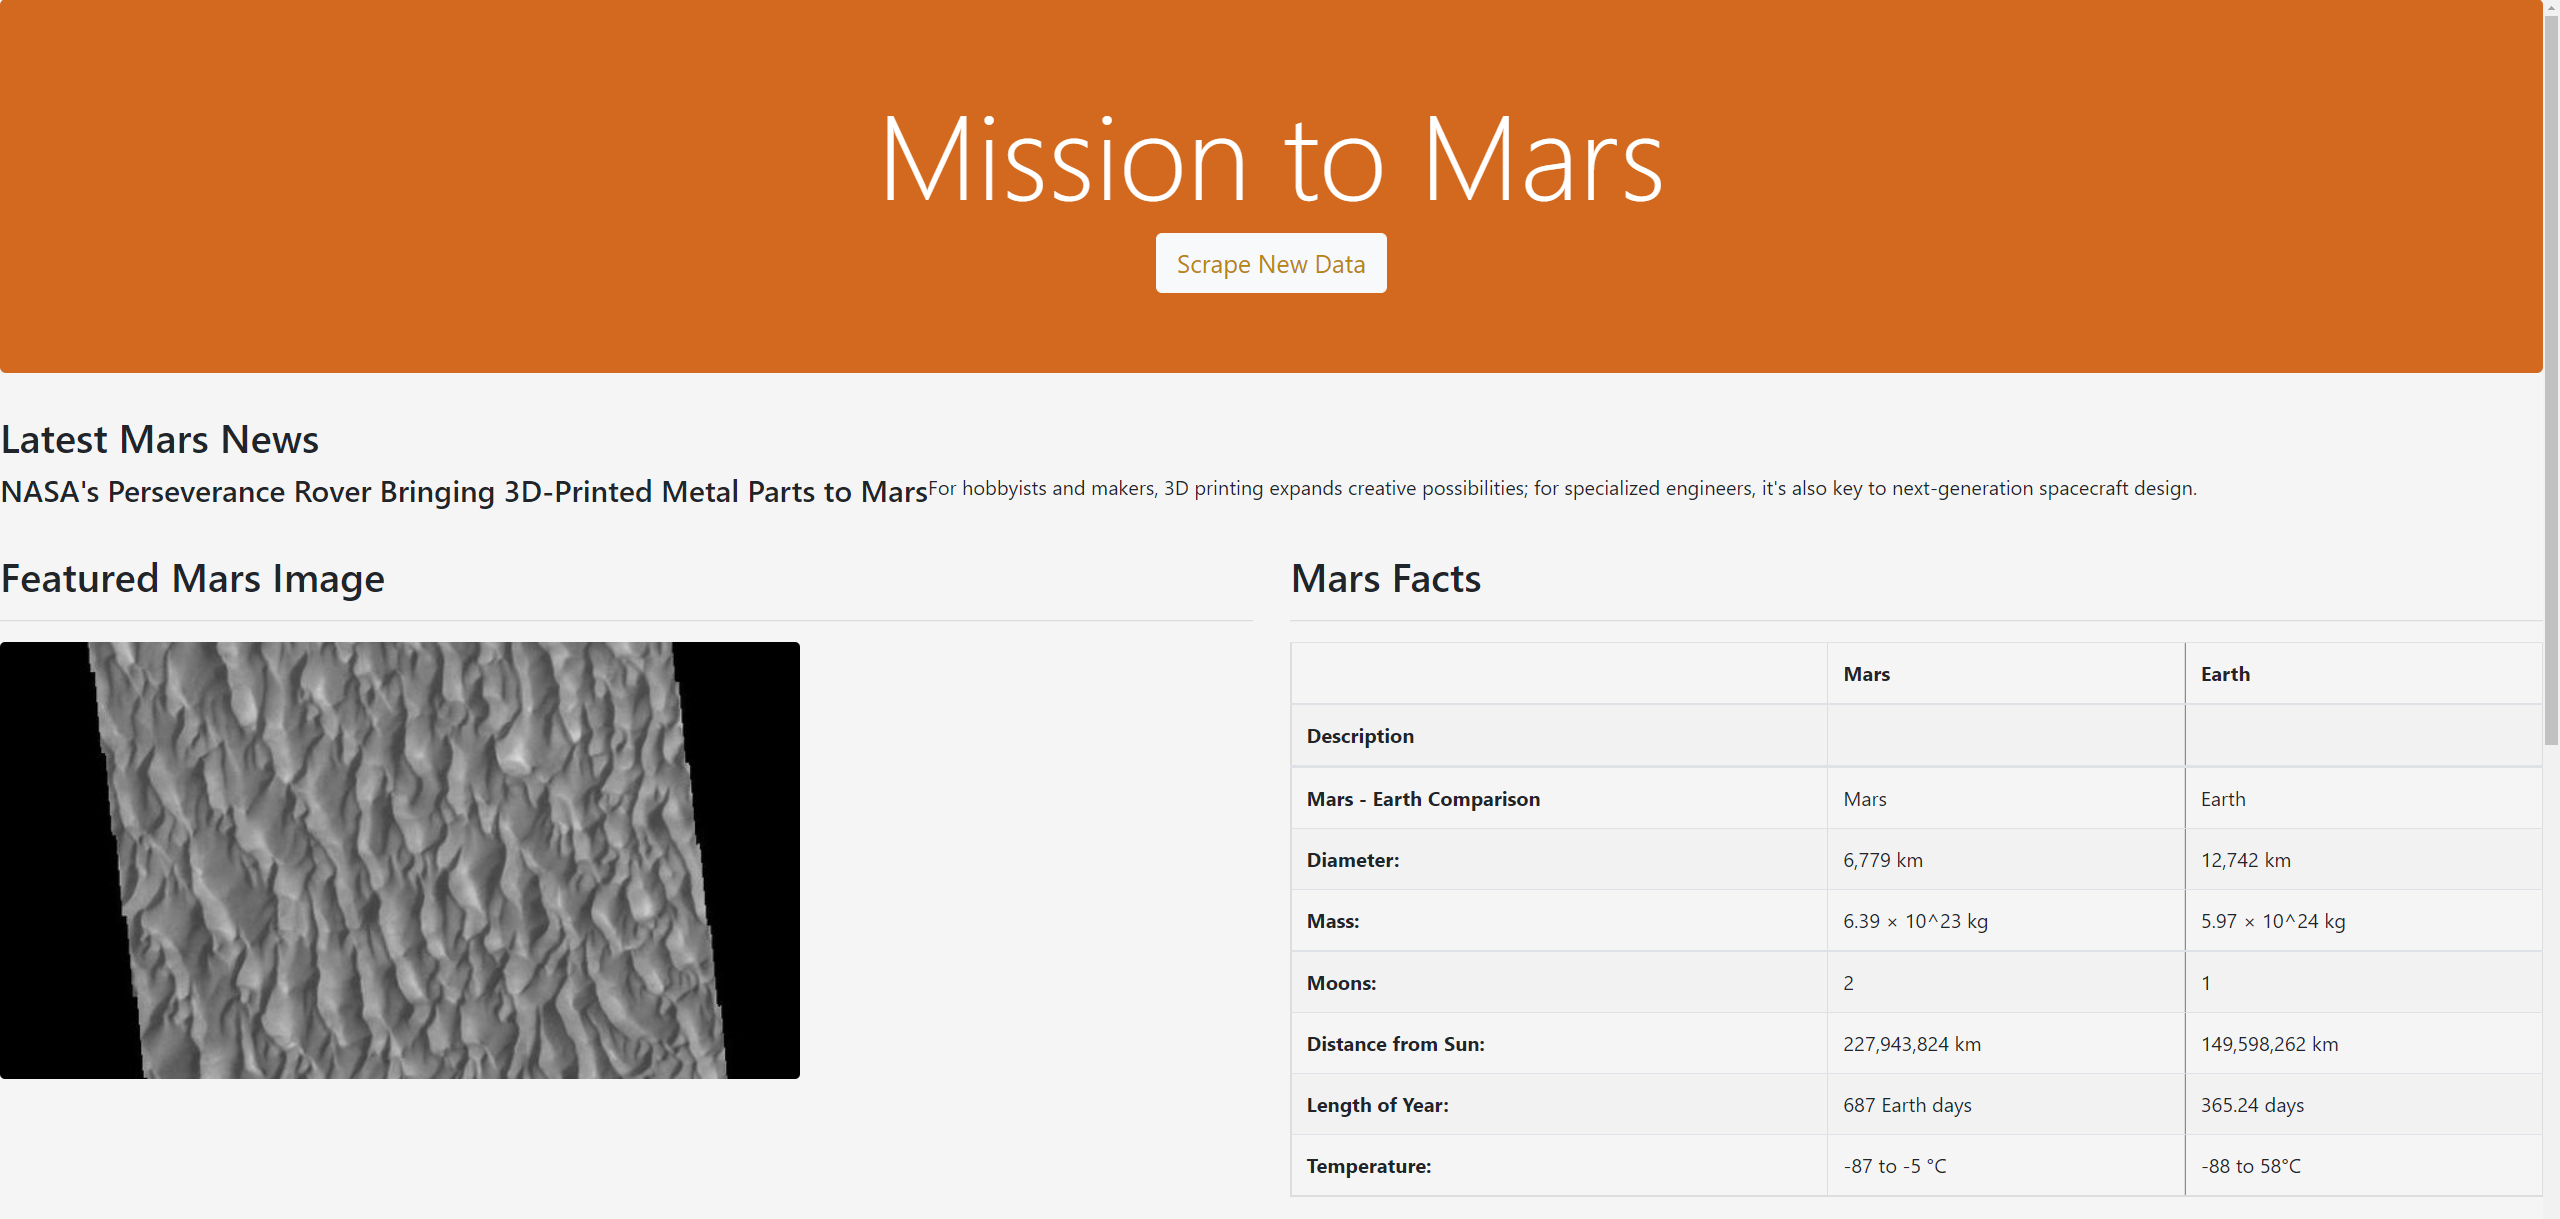 Mission to Mars
Scrape New Data
Latest Mars News
NASA's Perseverance Rover Bringing 3D-Printed Metal Parts to Mars For hobbyists and makers, 3D printing expands creative possibilities; for specialized engineers, it's also key to next-generation spacecraft design.
Featured Mars Image
Mars Facts
Mars Earth
Description
Mars - Earth Comparison Mars Earth
Diameter: 6,779 km 12,742 km
Mass: 6.39 × 10^23 kg 5.97 × 10^24 kg
Moons: 2 1
Distance from Sun: 227,943,824 km 149,598,262 km
Length of Year: 687 Earth days 365.24 days
Temperature: -87 to -5 °C -88 to 58°C